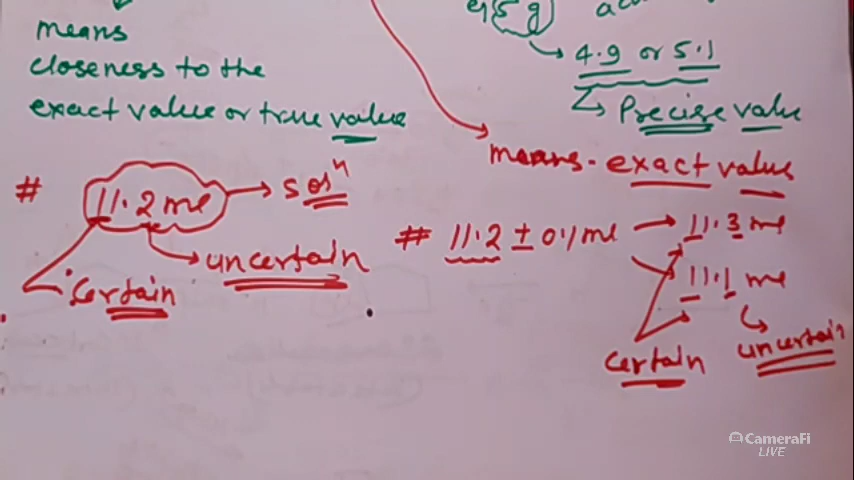 means
closeness to the
exact value or true value
5 g
4.9 or 5.1
Precise value
means - exact value
# 11.2 ml → solⁿ
uncertain
certain
# 11.2 ± 0.1 ml → 11.3 ml
11.1 ml
certain
uncertain
CameraFi
LIVE